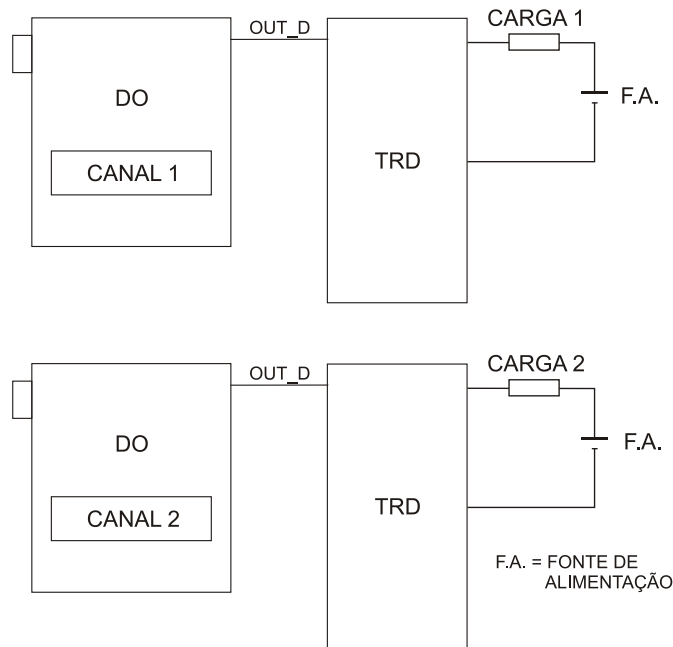 OUT_D
CARGA 1
DO
F.A.
CANAL 1
TRD
OUT_D
CARGA 2
DO
F.A.
CANAL 2
TRD
F.A. = FONTE DE
ALIMENTAÇÃO